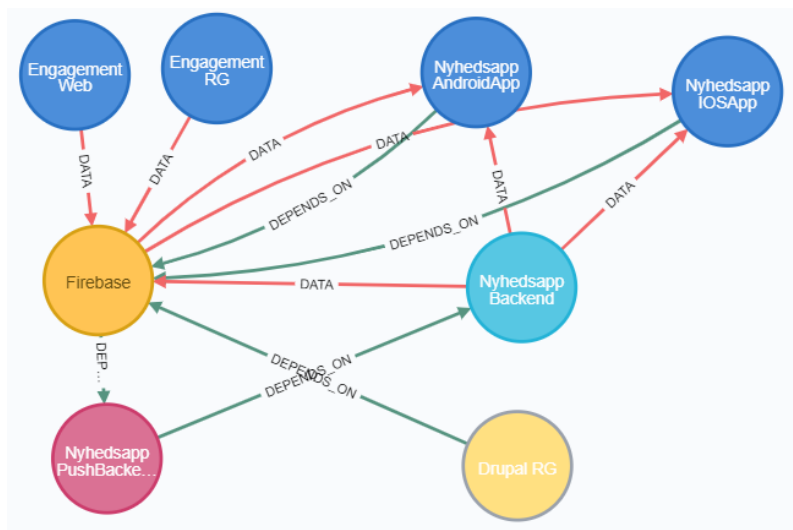 Engagement
Web
Engagement
RG
Nyhedsapp
AndroidApp
Nyhedsapp
IOSApp
DATA
DATA
DATA
DATA
DATA
DATA
DEPENDS_ON
DEPENDS_ON
Firebase
DATA
Nyhedsapp
Backend
DEP...
DEPENDS_ON
DEPENDS_ON
Nyhedsapp
PushBacke...
Drupal RG